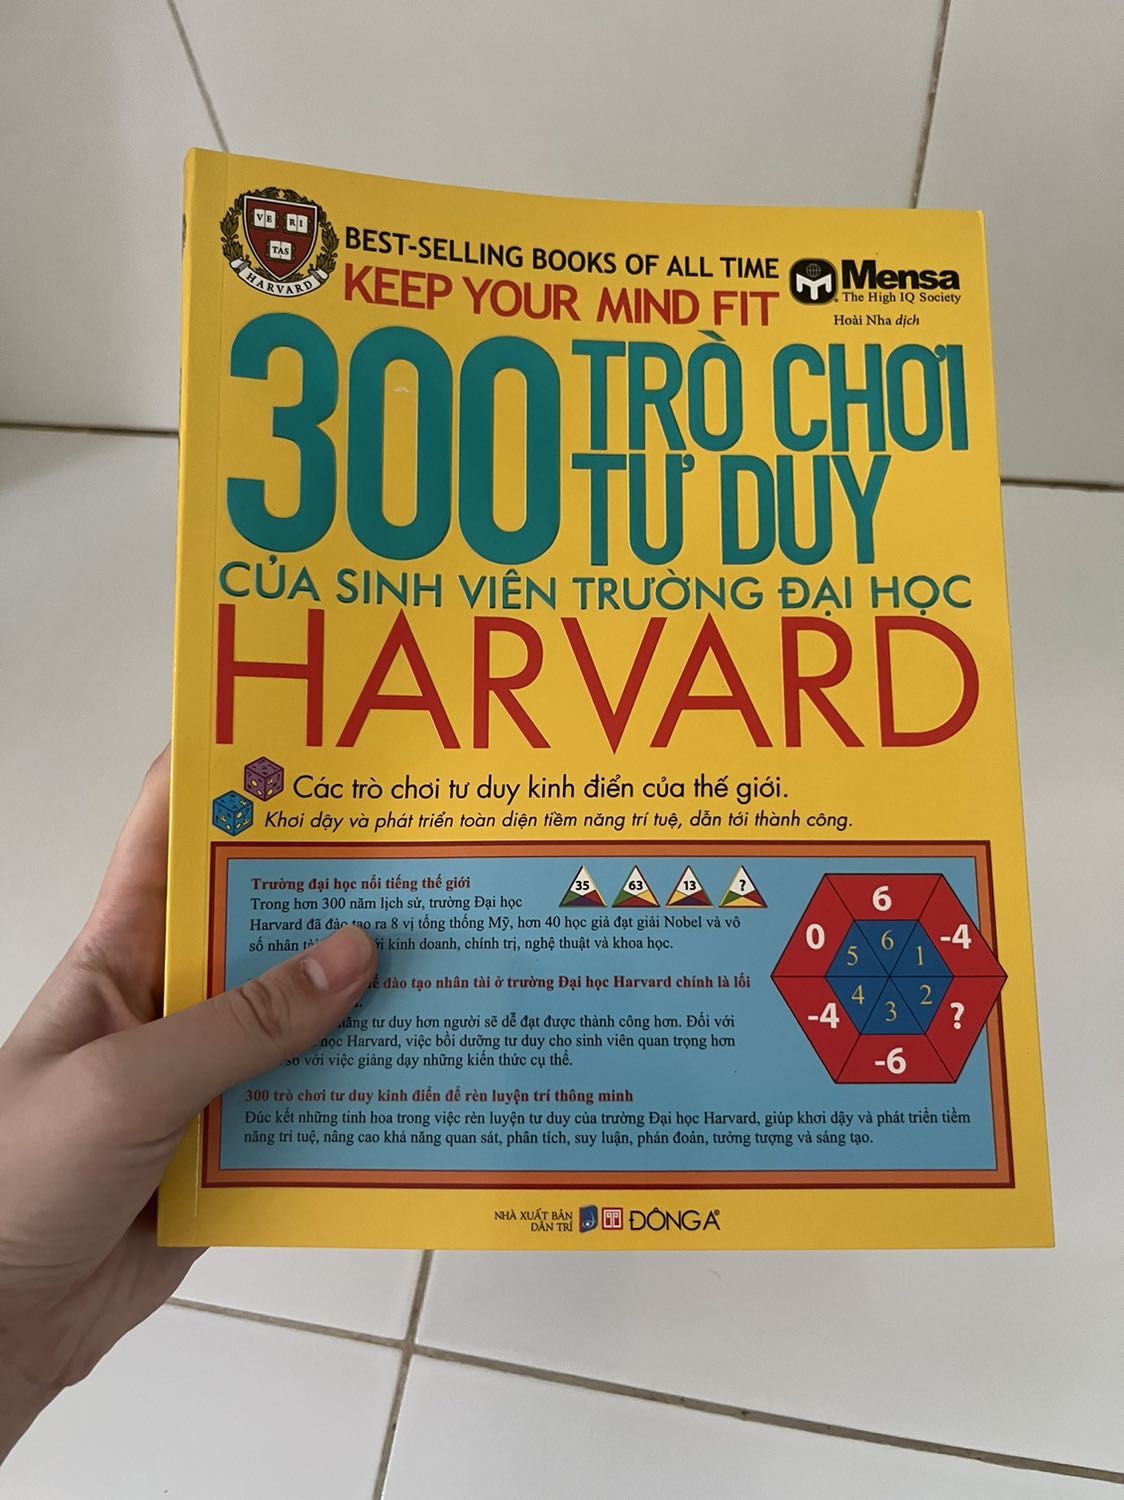 VE RI
TAS
HARVARD
BEST-SELLING BOOKS OF ALL TIME
KEEP YOUR MIND FIT
Mensa
The High IQ Society
Hoài Nha dịch
300 TRÒ CHƠI
TƯ DUY
CỦA SINH VIÊN TRƯỜNG ĐẠI HỌC
HARVARD
Các trò chơi tư duy kinh điển của thế giới.
Khơi dậy và phát triển toàn diện tiềm năng trí tuệ, dẫn tới thành công.
Trường đại học nổi tiếng thế giới
Trong hơn 300 năm lịch sử, trường Đại học
Harvard đã đào tạo ra 8 vị tổng thống Mỹ, hơn 40 học giả đạt giải Nobel và vô
số nhân kinh doanh, chính trị, nghệ thuật và khoa học.
đào tạo nhân tài ở trường Đại học Harvard chính là lối
tư duy hơn người sẽ dễ đạt được thành công hơn. Đối với
học Harvard, việc bồi dưỡng tư duy cho sinh viên quan trọng hơn
so với việc giảng dạy những kiến thức cụ thể.
300 trò chơi tư duy kinh điển để rèn luyện trí thông minh
Đúc kết những tinh hoa trong việc rèn luyện tư duy của trường Đại học Harvard, giúp khơi dậy và phát triển tiềm
năng trí tuệ, nâng cao khả năng quan sát, phân tích, suy luận, phán đoán, tưởng tượng và sáng tạo.
35 63 13 ?
6
0 -4
5 6 1
4 3 2
-4 ?
-6
NHÀ XUẤT BẢN
DÂN TRÍ
ĐÔNG A